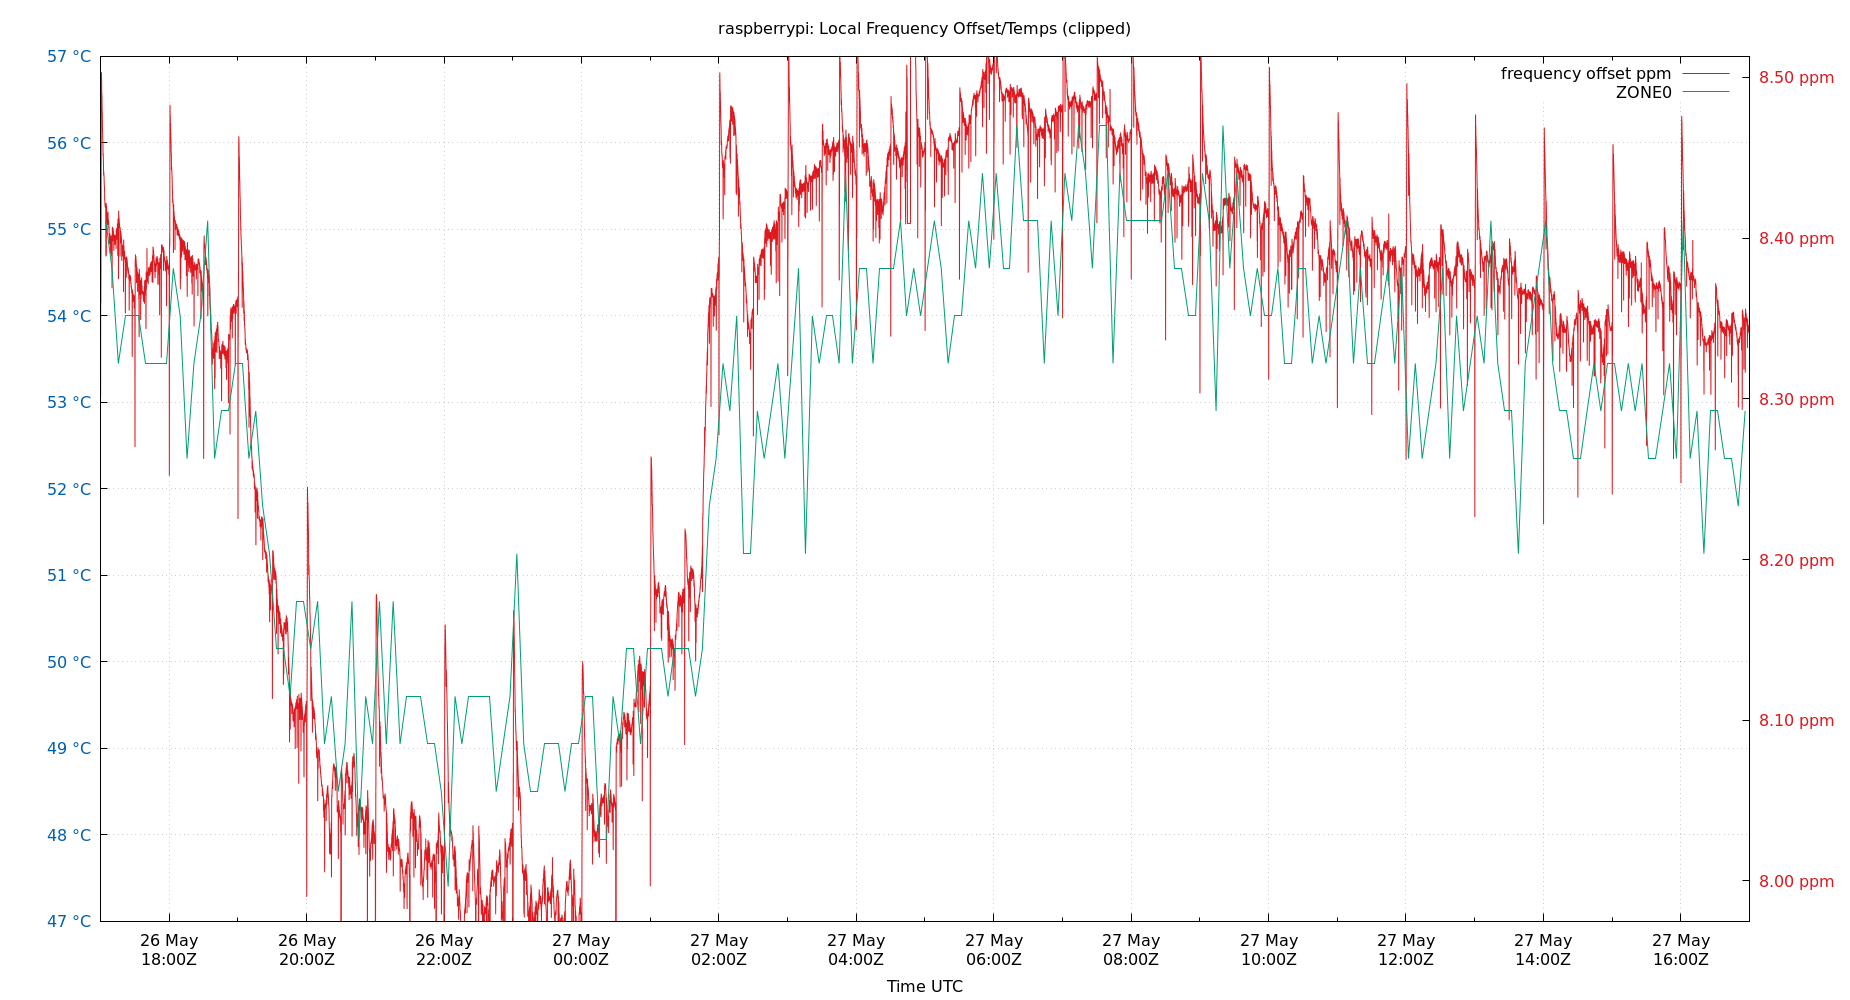 raspberrypi: Local Frequency Offset/Temps (clipped)
57 °C
56 °C
55 °C
54 °C
53 °C
52 °C
51 °C
50 °C
49 °C
48 °C
47 °C
frequency offset ppm
ZONE0
8.50 ppm
8.40 ppm
8.30 ppm
8.20 ppm
8.10 ppm
8.00 ppm
26 May
18:00Z
26 May
20:00Z
26 May
22:00Z
27 May
00:00Z
27 May
02:00Z
27 May
04:00Z
27 May
06:00Z
27 May
08:00Z
27 May
10:00Z
27 May
12:00Z
27 May
14:00Z
27 May
16:00Z
Time UTC